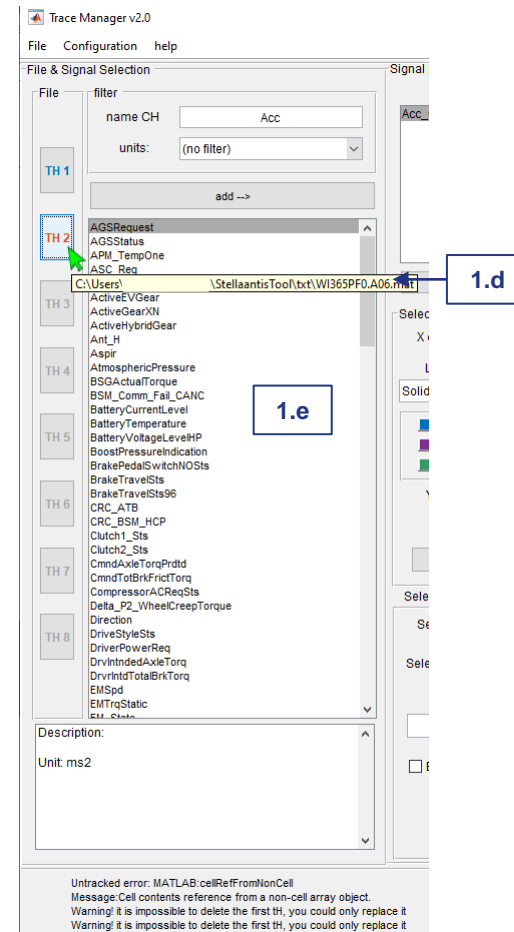 Trace Manager v2.0
File Configuration help
File & Signal Selection
Signal
File
filter
name CH
Acc
units:
(no filter)
add -->
TH 1
TH 2
TH 3
TH 4
TH 5
TH 6
TH 7
TH 8
AGSRequest
AGSStatus
APM_TempOne
ASC_Req
C:\Users\ \StellaantisTool\txt\WI365PF0.A06.mat
ActiveEVGear
ActiveGearXN
ActiveHybridGear
Ant_H
Aspir
AtmosphericPressure
BSGActualTorque
BSM_Comm_Fail_CANC
BatteryCurrentLevel
BatteryTemperature
BatteryVoltageLevelHP
BoostPressureIndication
BrakePedalSwitchNOSts
BrakeTravelSts
BrakeTravelSts96
CRC_ATB
CRC_BSM_HCP
Clutch1_Sts
Clutch2_Sts
CmndAxleTorqPrdtd
CmndTotBrkFrictTorq
CompressorACReqSts
Delta_P2_WheelCreepTorque
Direction
DriveStyleSts
DriverPowerReq
DrvIntndedAxleTorq
DrvrIntdTotalBrkTorq
EMSpd
EMTrqStatic
EM_State
1.d
1.e
Acc_
Selec
X
L
Solid
Y
Sele
Se
Sele
E
Description:
Unit: ms2
Untracked error: MATLAB:cellRefFromNonCell
Message:Cell contents reference from a non-cell array object.
Warning! it is impossible to delete the first tH, you could only replace it
Warning! it is impossible to delete the first tH, you could only replace it